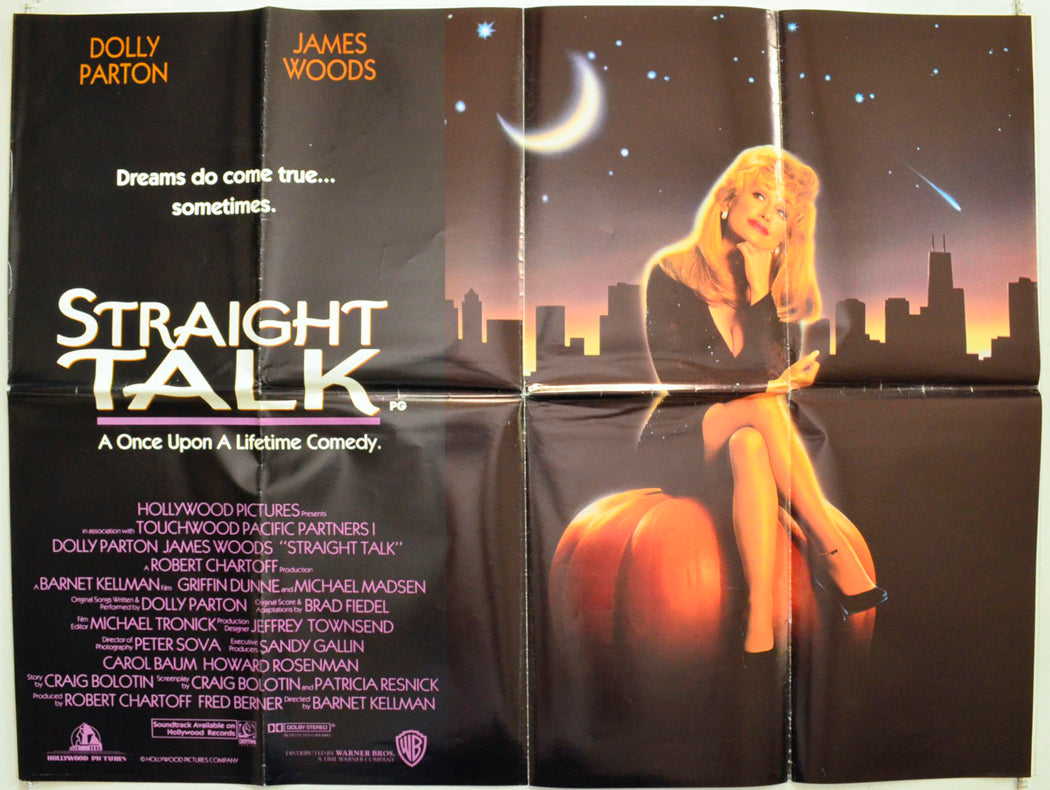 DOLLY
PARTON
JAMES
WOODS
Dreams do come true...
sometimes.
STRAIGHT
TALK
PG
A Once Upon A Lifetime Comedy.
HOLLYWOOD PICTURES Presents
in association with TOUCHWOOD PACIFIC PARTNERS I
DOLLY PARTON JAMES WOODS "STRAIGHT TALK"
A ROBERT CHARTOFF Production
A BARNET KELLMAN Film GRIFFIN DUNNE and MICHAEL MADSEN
Original Songs Written & Performed by DOLLY PARTON Original Score & Adaptations by BRAD FIEDEL
Film Editor MICHAEL TRONICK Production Designer JEFFREY TOWNSEND
Director of Photography PETER SOVA Executive Producers SANDY GALLIN
CAROL BAUM HOWARD ROSENMAN
Story by CRAIG BOLOTIN Screenplay by CRAIG BOLOTIN and PATRICIA RESNICK
Produced by ROBERT CHARTOFF FRED BERNER Directed by BARNET KELLMAN
HOLLYWOOD PICTURES
© HOLLYWOOD PICTURES COMPANY
Soundtrack Available on
Hollywood Records
DOLBY STEREO
IN SELECTED THEATRES
DISTRIBUTED BY WARNER BROS.
A TIME WARNER COMPANY
WB